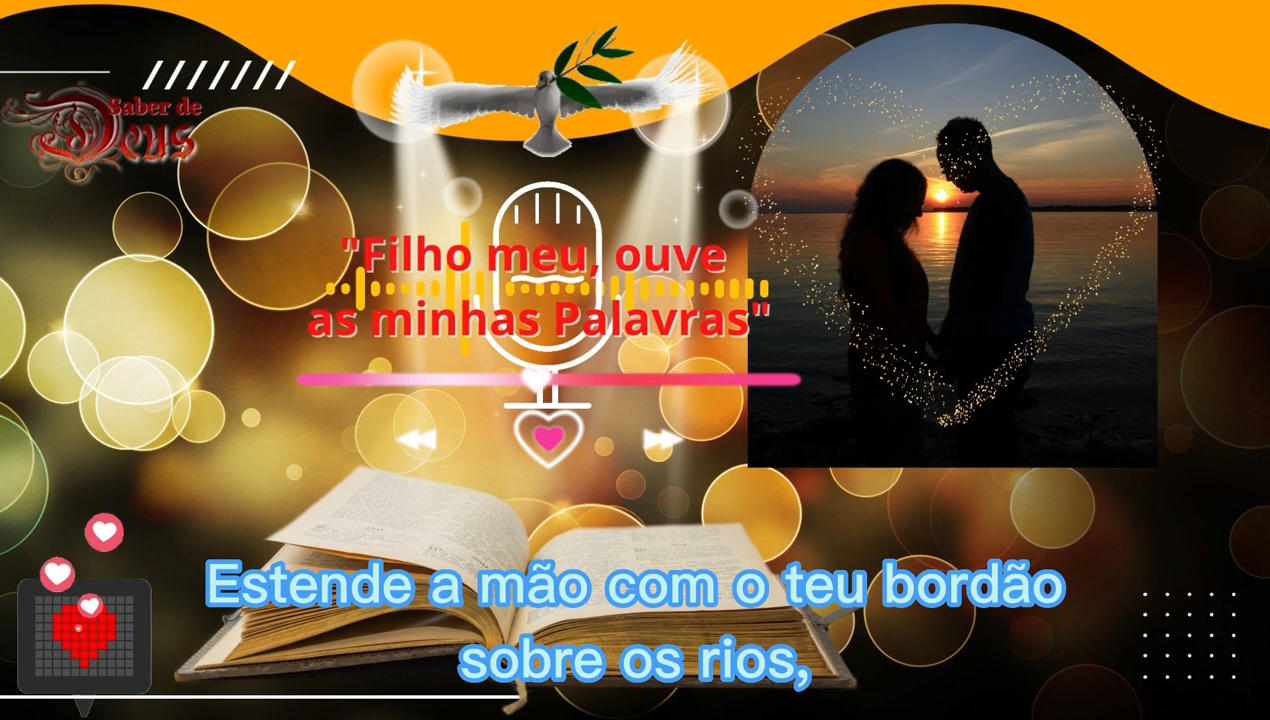 Saber de
Deus
"Filho meu, ouve
as minhas Palavras"
Estende a mão com o teu bordão
sobre os rios,